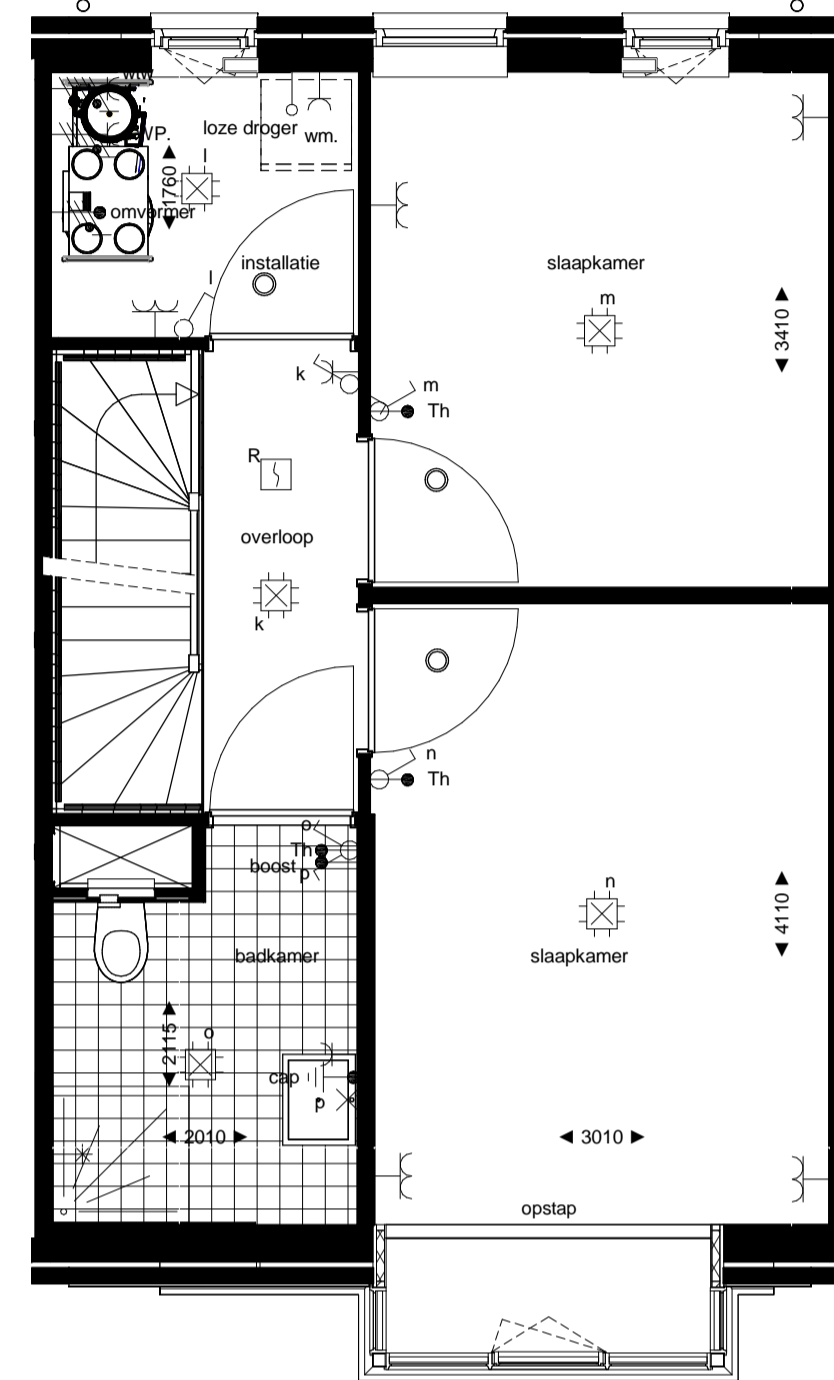 wtw
WP.
loze droger
wm.
l
1760
omvormer
installatie
l
slaapkamer
m
3410
k
m
Th
R
overloop
k
n
Th
o
Th
boost
p
n
4110
badkamer
slaapkamer
2115
o
cap
p
2010
3010
opstap